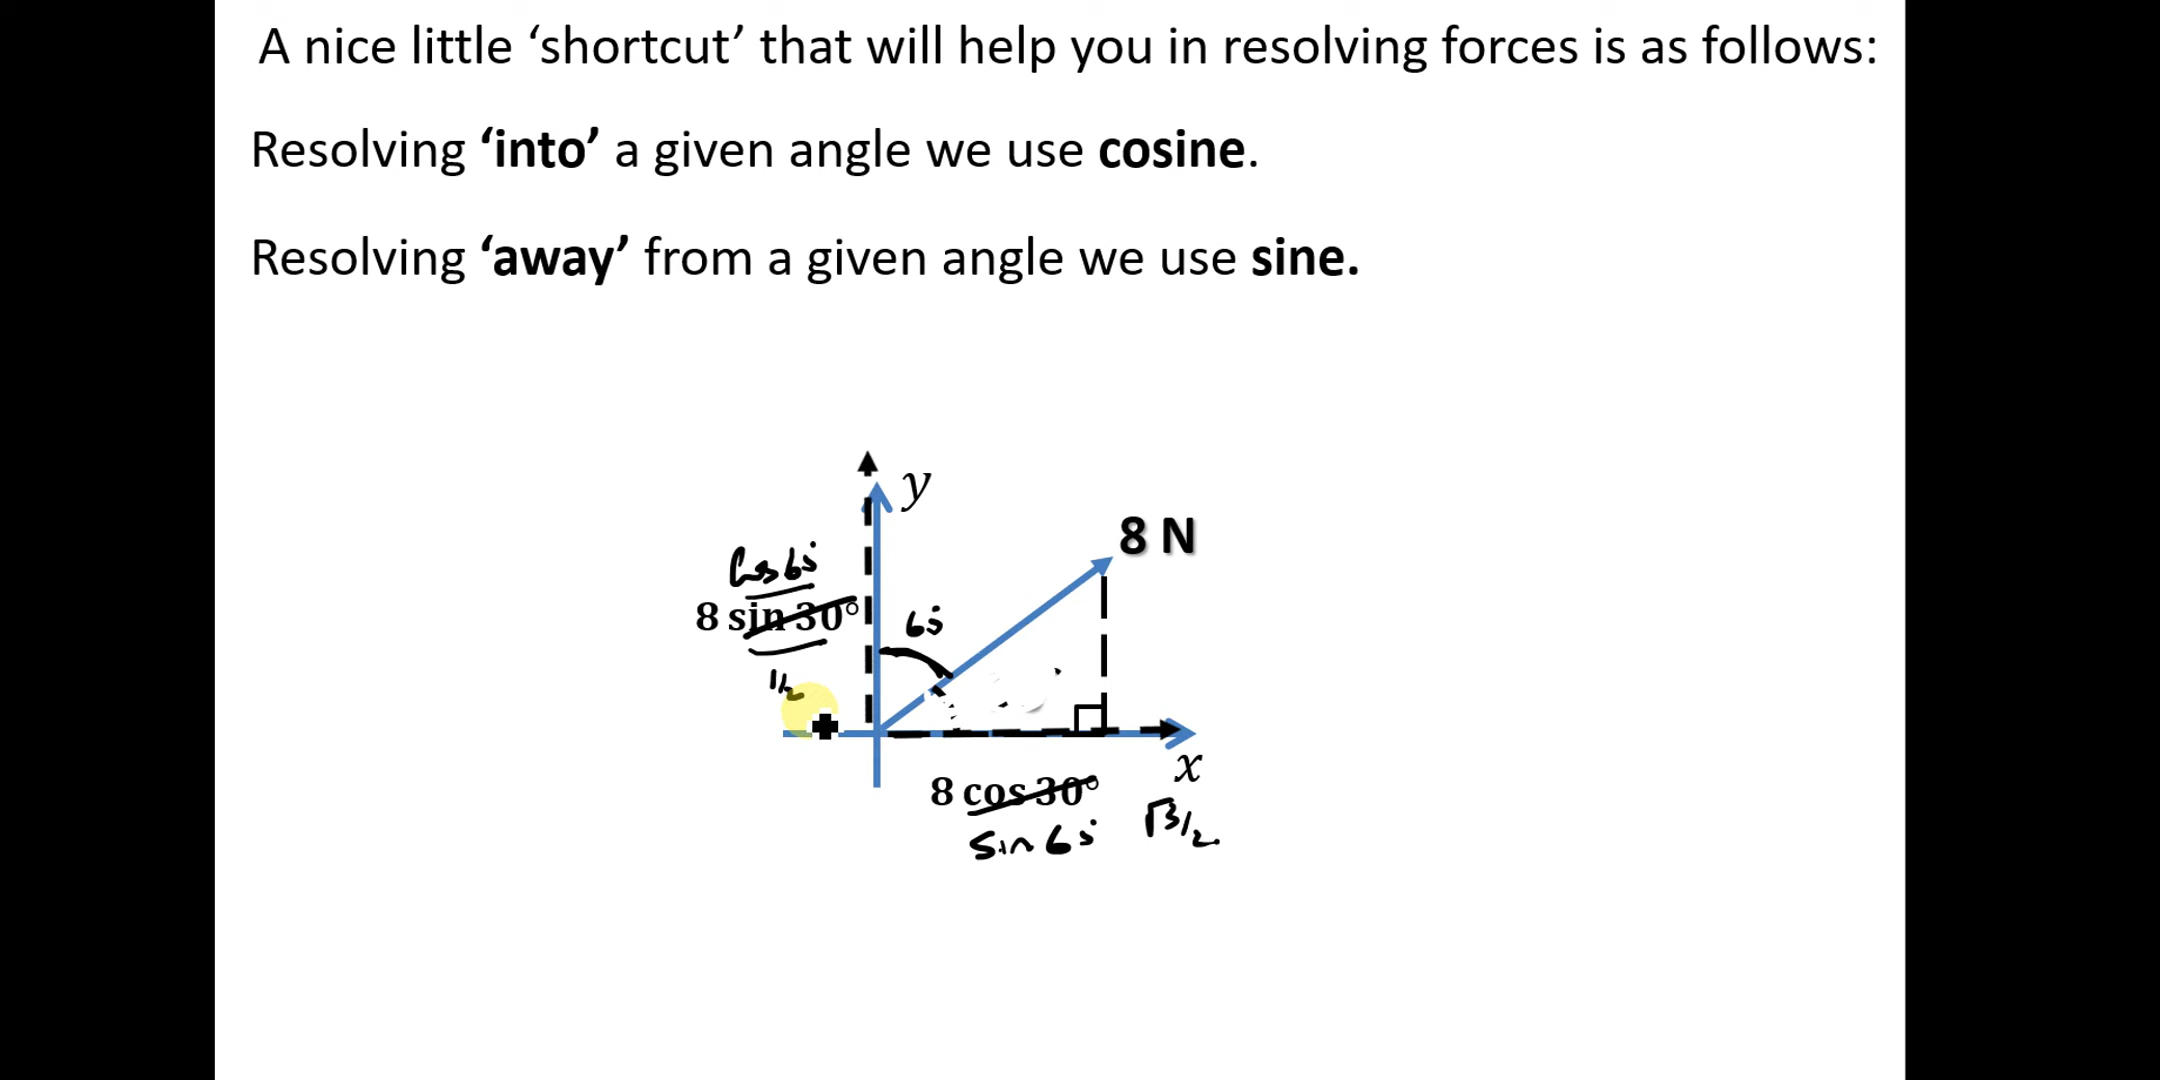 A nice little ‘shortcut’ that will help you in resolving forces is as follows:
Resolving ‘into’ a given angle we use cosine.
Resolving ‘away’ from a given angle we use sine.
y
8 N
Cos 60°
8 sin 30°
60°
1/2
x
8 cos 30°
√3/2
Sin 60°